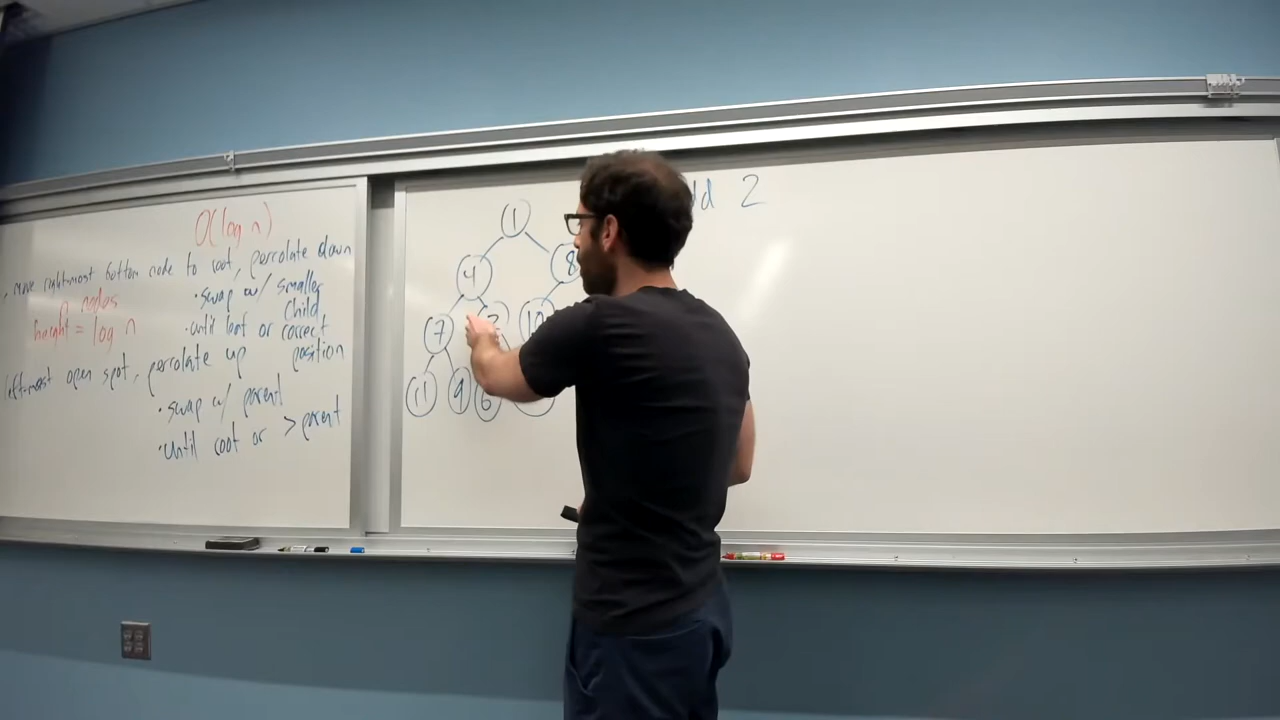 O(log n)
move rightmost bottom node to root, percolate down
• swap w/ smaller
child
• until leaf or correct
position
n nodes
height = log n
leftmost open spot, percolate up
• swap w/ parent
• until root or > parent
dd 2
1
4 8
7 10
11 9 6